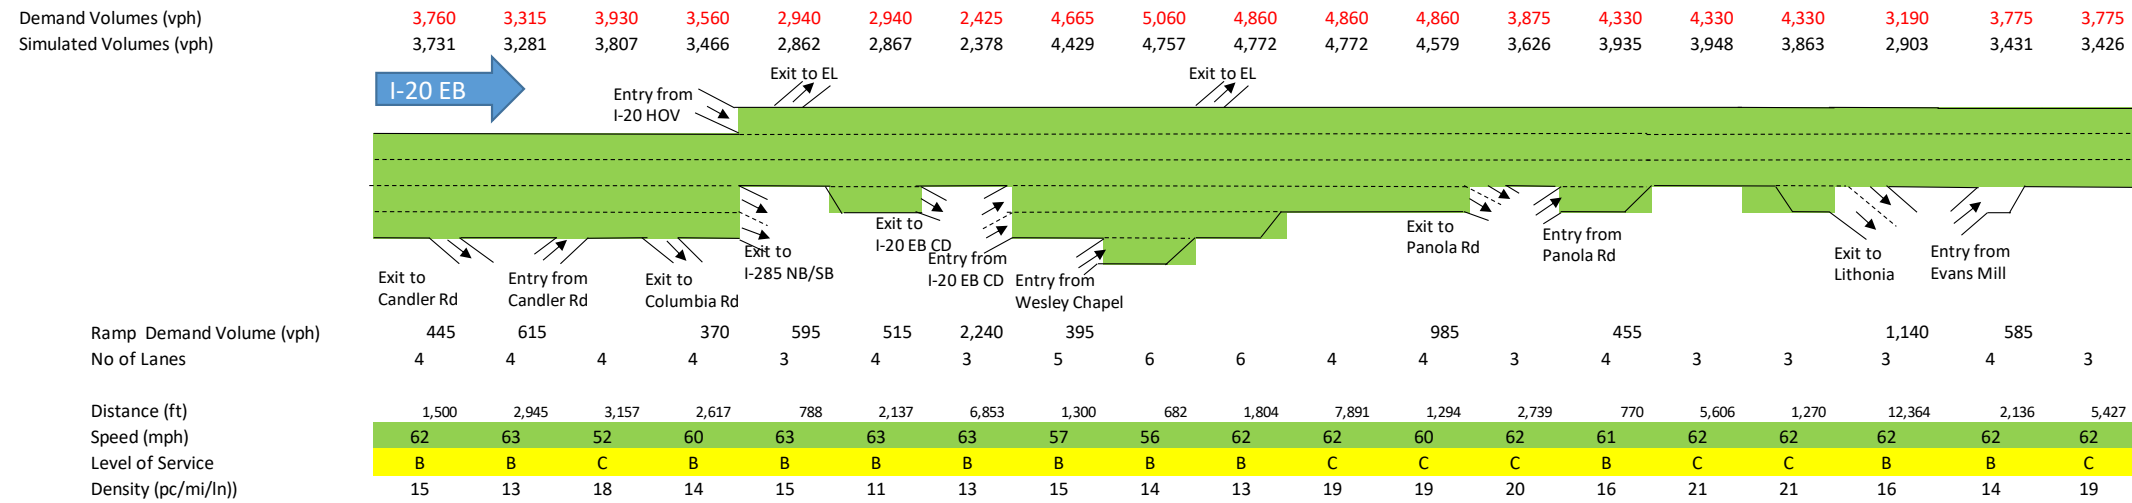 Demand Volumes (vph) 3,760 3,315 3,930 3,560 2,940 2,940 2,425 4,665 5,060 4,860 4,860 4,860 3,875 4,330 4,330 4,330 3,190 3,775 3,775
Simulated Volumes (vph) 3,731 3,281 3,807 3,466 2,862 2,867 2,378 4,429 4,757 4,772 4,772 4,579 3,626 3,935 3,948 3,863 2,903 3,431 3,426
I-20 EB
Entry from
I-20 HOV
Exit to EL
Exit to EL
Exit to
Candler Rd
Entry from
Candler Rd
Exit to
Columbia Rd
Exit to
I-285 NB/SB
Exit to
I-20 EB CD
Entry from
I-20 EB CD
Entry from
Wesley Chapel
Exit to
Panola Rd
Entry from
Panola Rd
Exit to
Lithonia
Entry from
Evans Mill
Ramp Demand Volume (vph) 445 615 370 595 515 2,240 395 985 455 1,140 585
No of Lanes 4 4 4 4 3 4 3 5 6 6 4 4 3 4 3 3 3 4 3
Distance (ft) 1,500 2,945 3,157 2,617 788 2,137 6,853 1,300 682 1,804 7,891 1,294 2,739 770 5,606 1,270 12,364 2,136 5,427
Speed (mph) 62 63 52 60 63 63 63 57 56 62 62 60 62 61 62 62 62 62 62
Level of Service B B C B B B B B B B C C C B C C B B C
Density (pc/mi/ln)) 15 13 18 14 15 11 13 15 14 13 19 19 20 16 21 21 16 14 19